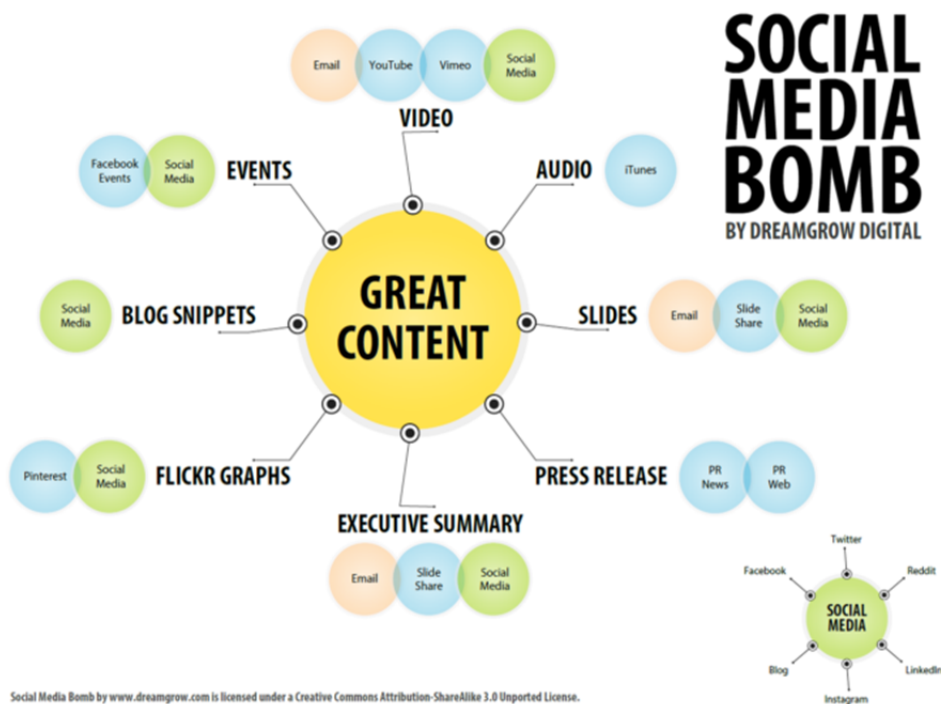 SOCIAL
MEDIA
BOMB
BY DREAMGROW DIGITAL
Email
YouTube
Vimeo
Social
Media
VIDEO
Facebook
Events
Social
Media
EVENTS
AUDIO
iTunes
Social
Media
BLOG SNIPPETS
GREAT
CONTENT
SLIDES
Email
Slide
Share
Social
Media
Pinterest
Social
Media
FLICKR GRAPHS
PRESS RELEASE
PR
News
PR
Web
EXECUTIVE SUMMARY
Email
Slide
Share
Social
Media
Twitter
Facebook
Reddit
SOCIAL
MEDIA
Blog
LinkedIn
Instagram
Social Media Bomb by www.dreamgrow.com is licensed under a Creative Commons Attribution-ShareAlike 3.0 Unported License.